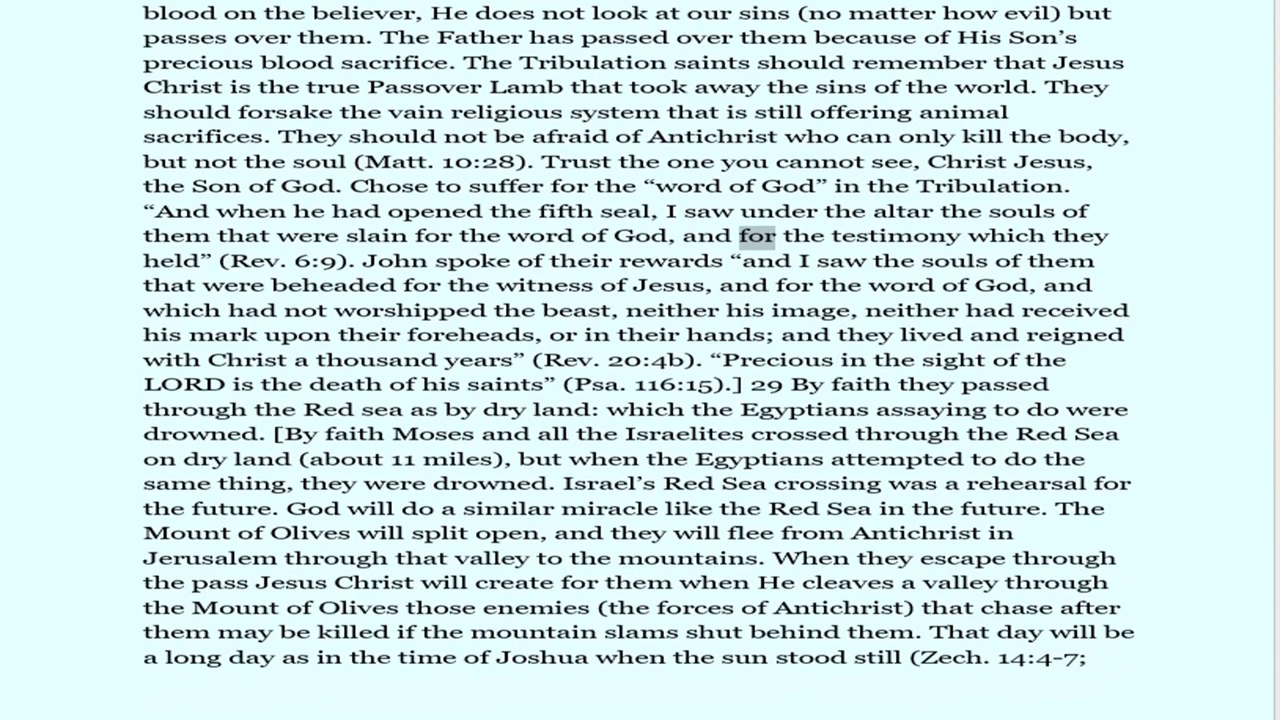 blood on the believer, He does not look at our sins (no matter how evil) but
passes over them. The Father has passed over them because of His Son’s
precious blood sacrifice. The Tribulation saints should remember that Jesus
Christ is the true Passover Lamb that took away the sins of the world. They
should forsake the vain religious system that is still offering animal
sacrifices. They should not be afraid of Antichrist who can only kill the body,
but not the soul (Matt. 10:28). Trust the one you cannot see, Christ Jesus,
the Son of God. Chose to suffer for the “word of God” in the Tribulation.
“And when he had opened the fifth seal, I saw under the altar the souls of
them that were slain for the word of God, and for the testimony which they
held” (Rev. 6:9). John spoke of their rewards “and I saw the souls of them
that were beheaded for the witness of Jesus, and for the word of God, and
which had not worshipped the beast, neither his image, neither had received
his mark upon their foreheads, or in their hands; and they lived and reigned
with Christ a thousand years” (Rev. 20:4b). “Precious in the sight of the
LORD is the death of his saints” (Psa. 116:15).] 29 By faith they passed
through the Red sea as by dry land: which the Egyptians assaying to do were
drowned. [By faith Moses and all the Israelites crossed through the Red Sea
on dry land (about 11 miles), but when the Egyptians attempted to do the
same thing, they were drowned. Israel’s Red Sea crossing was a rehearsal for
the future. God will do a similar miracle like the Red Sea in the future. The
Mount of Olives will split open, and they will flee from Antichrist in
Jerusalem through that valley to the mountains. When they escape through
the pass Jesus Christ will create for them when He cleaves a valley through
the Mount of Olives those enemies (the forces of Antichrist) that chase after
them may be killed if the mountain slams shut behind them. That day will be
a long day as in the time of Joshua when the sun stood still (Zech. 14:4-7;